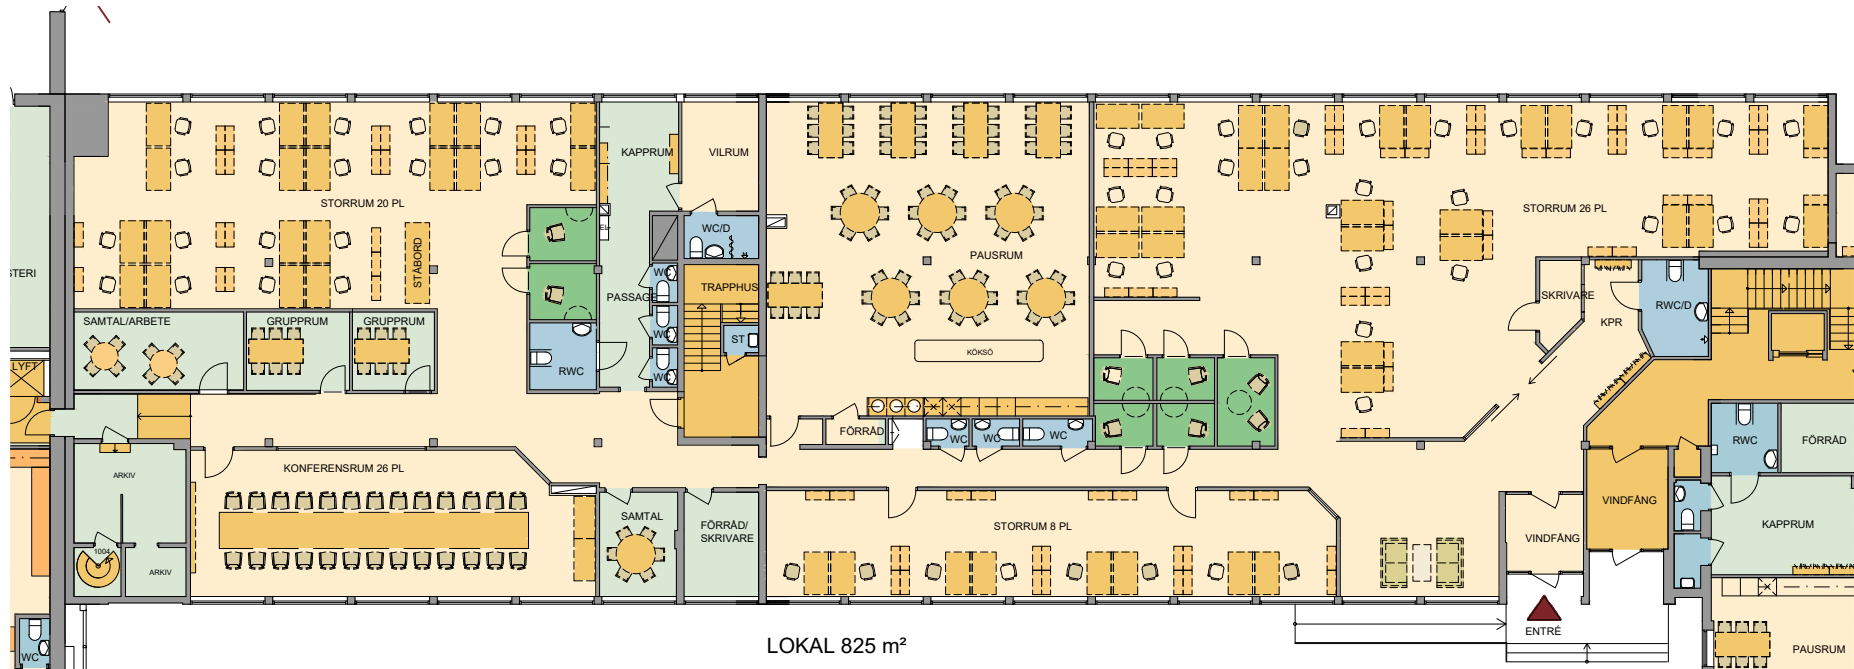 KAPPRUM
VILRUM
STORRUM 20 PL
STORRUM 26 PL
EL
WC/D
STÅBORD
PAUSRUM
STERI
WC
TRAPPHUS
PASSAGE
SKRIVARE
RWC/D
SAMTAL/ARBETE
GRUPPRUM
GRUPPRUM
KPR
WC
ST
KÖKSÖ
LYFT
RWC
WC
FÖRRÅD
WC
WC
WC
RWC
FÖRRÅD
KONFERENSRUM 26 PL
ARKIV
VINDFÅNG
SAMTAL
FÖRRÅD/
SKRIVARE
STORRUM 8 PL
VINDFÅNG
KAPPRUM
1004
ARKIV
ENTRÉ
LOKAL 825 m²
PAUSRUM
WC